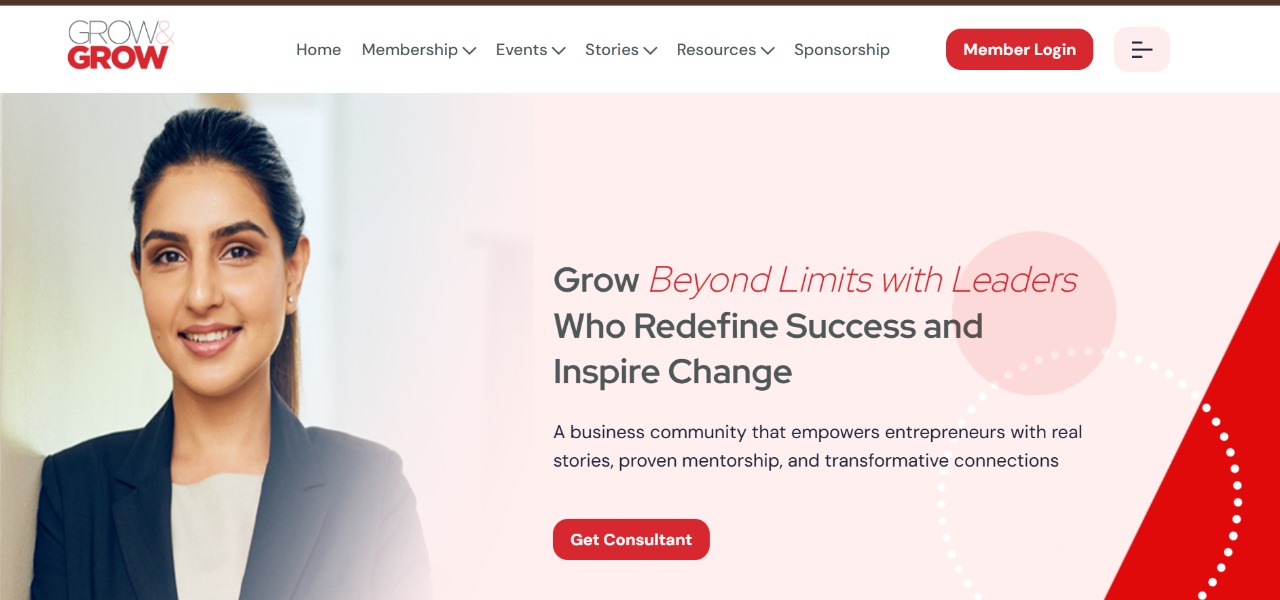 GROW&
GROW
Home Membership Events Stories Resources Sponsorship Member Login
Grow Beyond Limits with Leaders
Who Redefine Success and
Inspire Change
A business community that empowers entrepreneurs with real
stories, proven mentorship, and transformative connections
Get Consultant